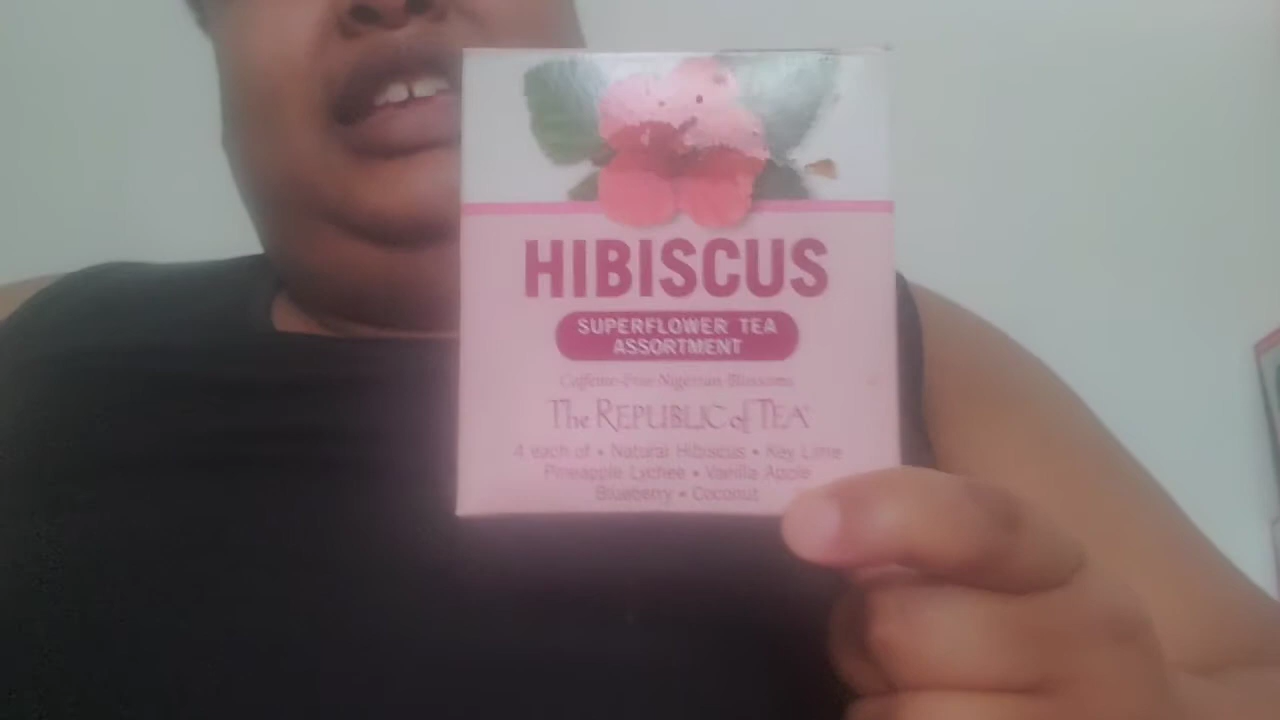 HIBISCUS
SUPERFLOWER TEA
ASSORTMENT
Caffeine-Free Nigerian Blossoms
The REPUBLIC of TEA
4 each of • Natural Hibiscus • Key Lime
Pineapple Lychee • Vanilla Apple
Blueberry • Coconut